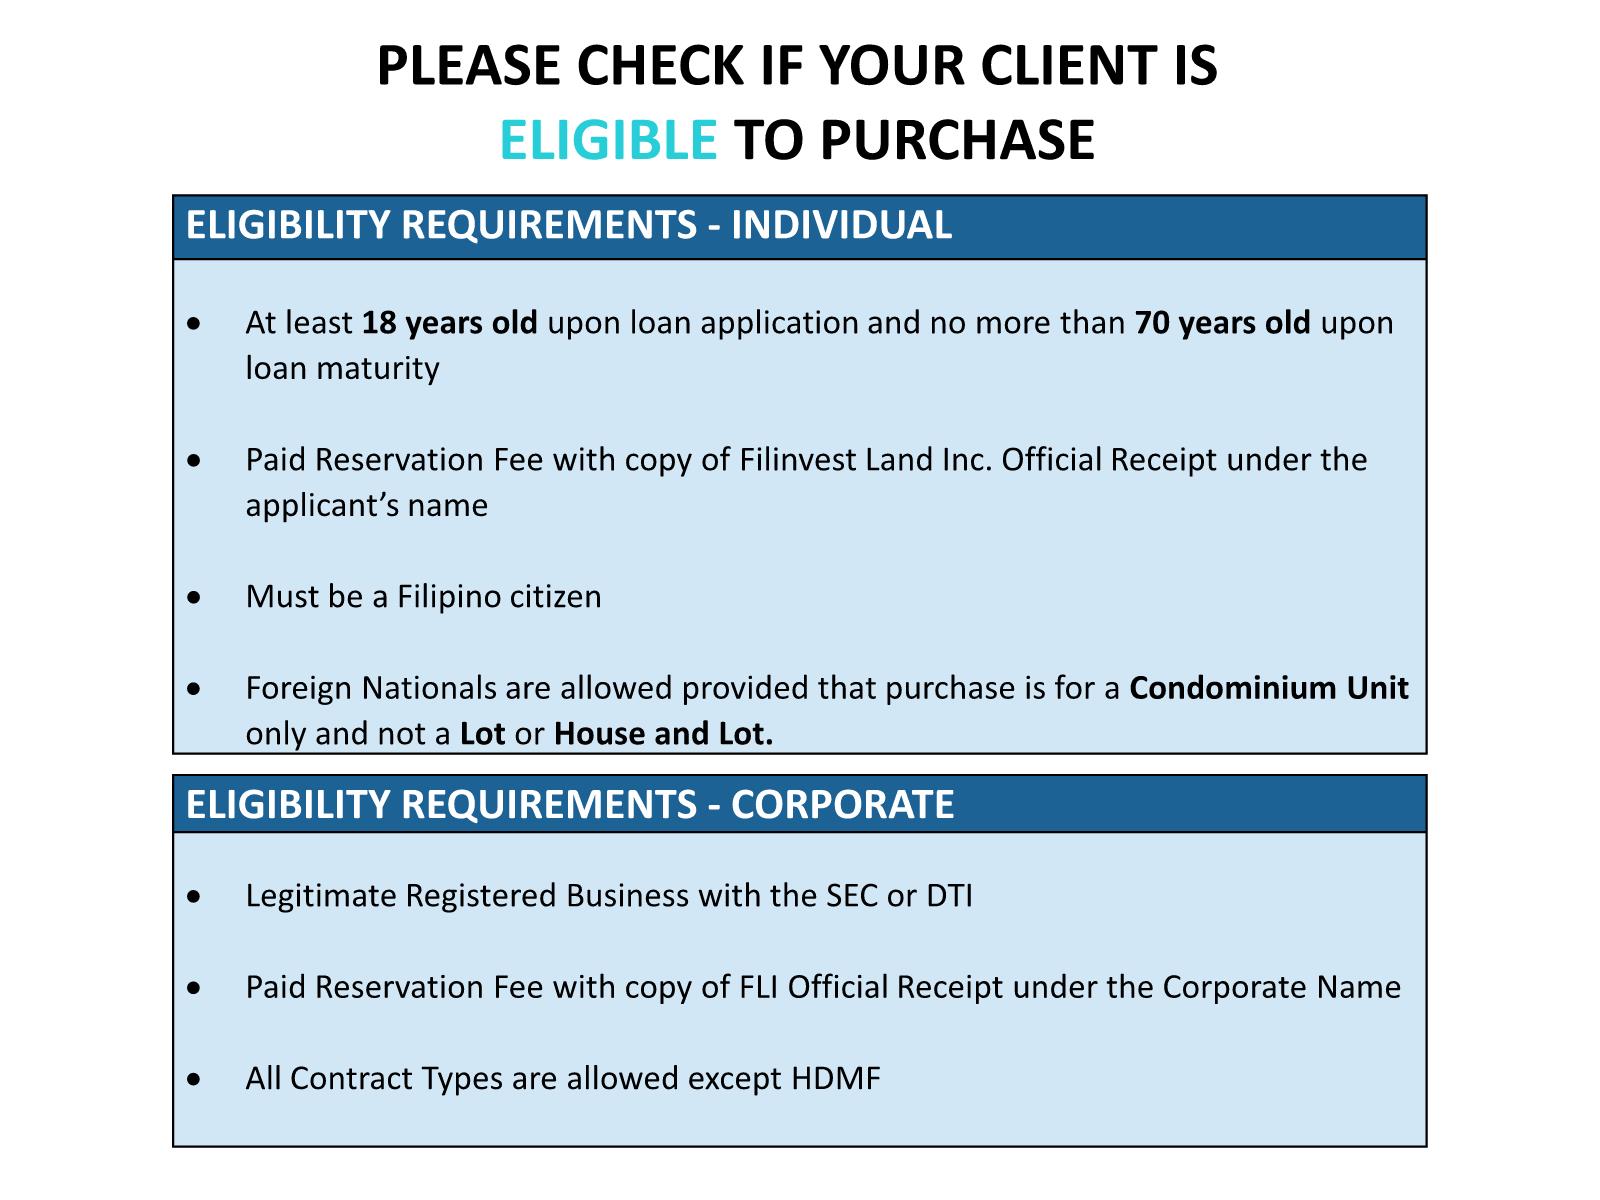 PLEASE CHECK IF YOUR CLIENT IS
ELIGIBLE TO PURCHASE
ELIGIBILITY REQUIREMENTS - INDIVIDUAL
• At least 18 years old upon loan application and no more than 70 years old upon
loan maturity
• Paid Reservation Fee with copy of Filinvest Land Inc. Official Receipt under the
applicant’s name
• Must be a Filipino citizen
• Foreign Nationals are allowed provided that purchase is for a Condominium Unit
only and not a Lot or House and Lot.
ELIGIBILITY REQUIREMENTS - CORPORATE
• Legitimate Registered Business with the SEC or DTI
• Paid Reservation Fee with copy of FLI Official Receipt under the Corporate Name
• All Contract Types are allowed except HDMF